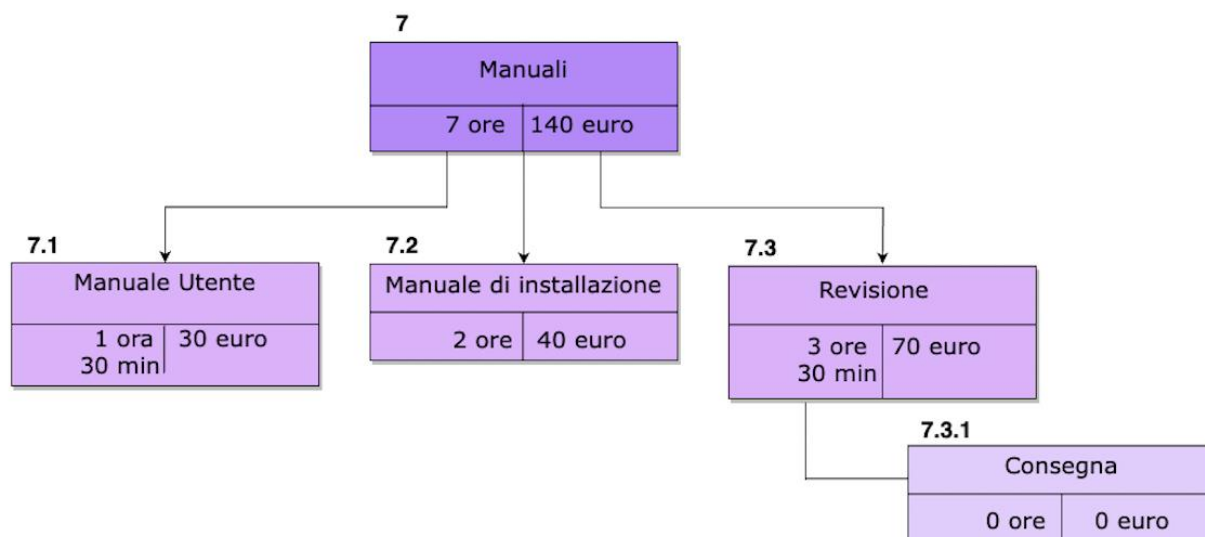 7
Manuali
7 ore 140 euro
7.1
Manuale Utente
1 ora 30 euro
30 min
7.2
Manuale di installazione
2 ore 40 euro
7.3
Revisione
3 ore 70 euro
30 min
7.3.1
Consegna
0 ore 0 euro